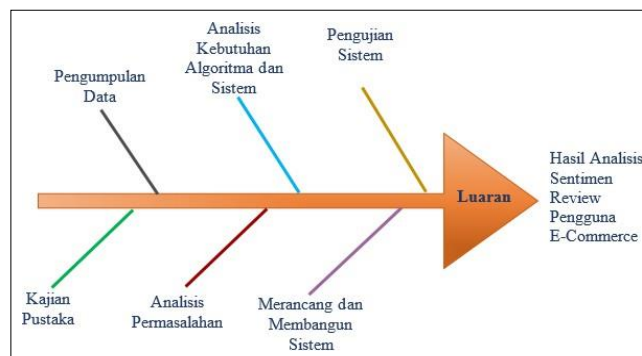 Analisis
Kebutuhan
Algoritma dan
Sistem
Pengujian
Sistem
Pengumpulan
Data
Luaran
Hasil Analisis
Sentimen
Review
Pengguna
E-Commerce
Kajian
Pustaka
Analisis
Permasalahan
Merancang dan
Membangun
Sistem